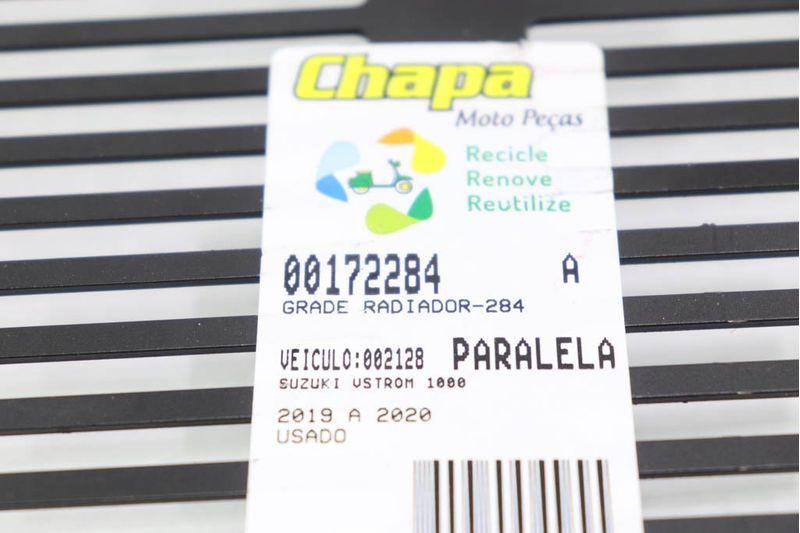 Chapa
Moto Peças
Recicle
Renove
Reutilize
00172284 A
GRADE RADIADOR-284
VEICULO:002128 PARALELA
SUZUKI VSTROM 1000
2019 A 2020
USADO